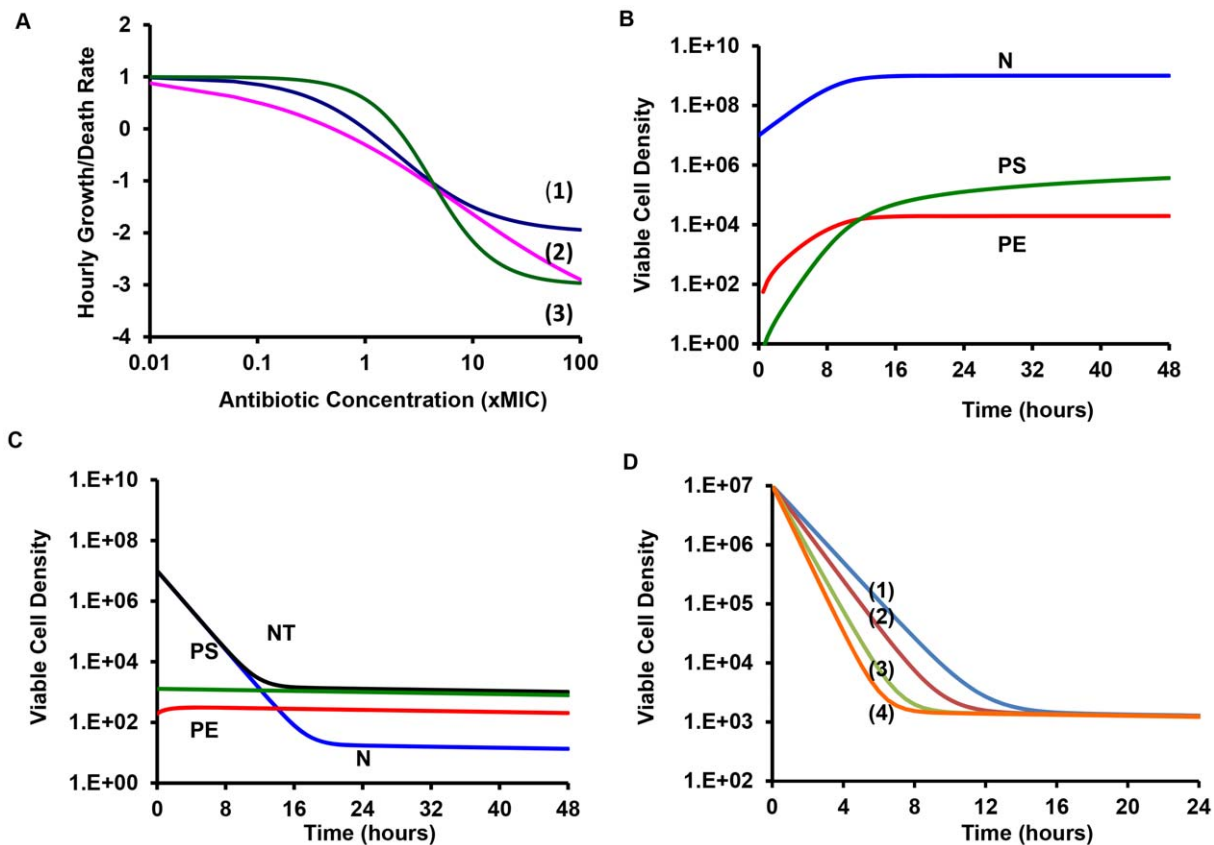 A
Hourly Growth/Death Rate
2
1
0
-1
-2
-3
-4
(1)
(2)
(3)
0.01 0.1 1 10 100
Antibiotic Concentration (xMIC)
B
Viable Cell Density
1.E+10
1.E+08
1.E+06
1.E+04
1.E+02
1.E+00
N
PS
PE
0 8 16 24 32 40 48
Time (hours)
C
Viable Cell Density
1.E+10
1.E+08
1.E+06
1.E+04
1.E+02
1.E+00
NT
PS
PE
N
0 8 16 24 32 40 48
Time (hours)
D
Viable Cell Density
1.E+07
1.E+06
1.E+05
1.E+04
1.E+03
1.E+02
(1)
(2)
(3)
(4)
0 4 8 12 16 20 24
Time (hours)